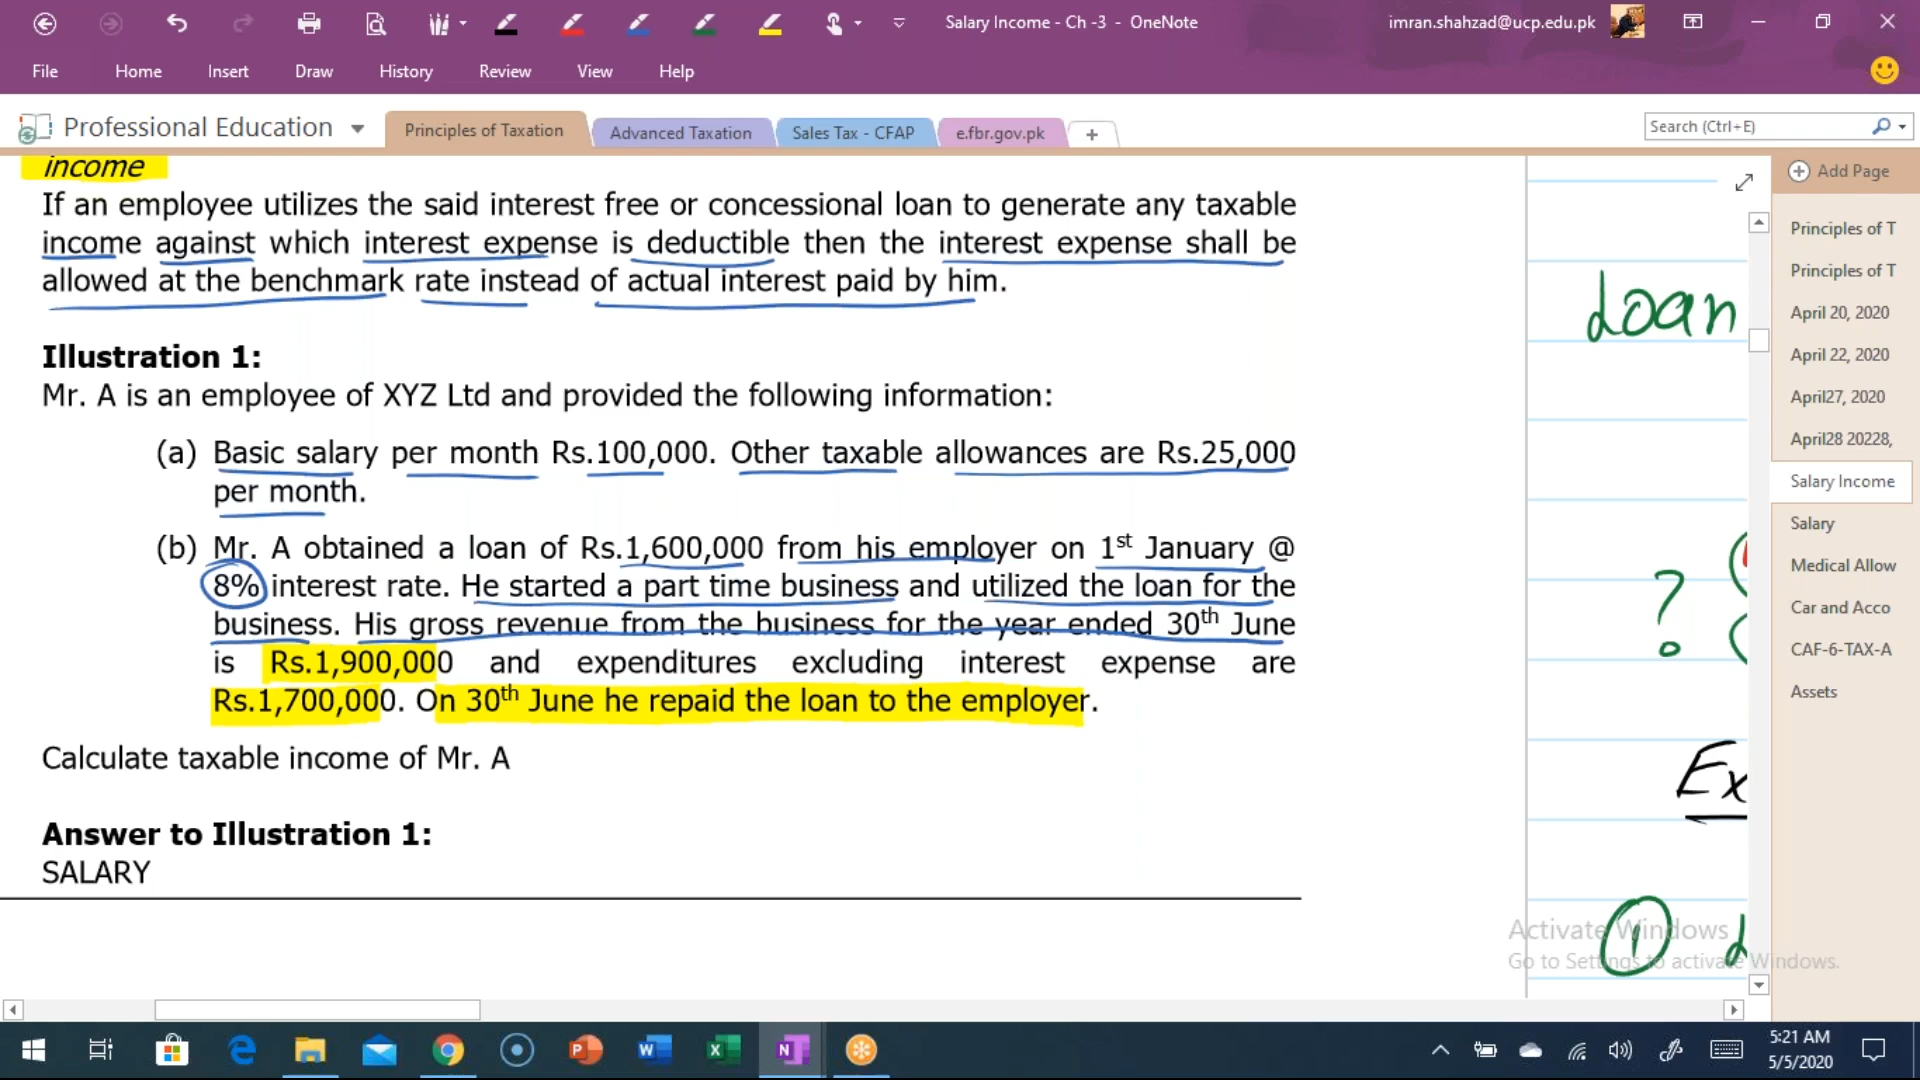 Salary Income - Ch -3 - OneNote
imran.shahzad@ucp.edu.pk
File Home Insert Draw History Review View Help
Professional Education
Principles of Taxation
Advanced Taxation
Sales Tax - CFAP
e.fbr.gov.pk
Search (Ctrl+E)
income
If an employee utilizes the said interest free or concessional loan to generate any taxable
income against which interest expense is deductible then the interest expense shall be
allowed at the benchmark rate instead of actual interest paid by him.
Illustration 1:
Mr. A is an employee of XYZ Ltd and provided the following information:
(a) Basic salary per month Rs.100,000. Other taxable allowances are Rs.25,000
per month.
(b) Mr. A obtained a loan of Rs.1,600,000 from his employer on 1st January @
8% interest rate. He started a part time business and utilized the loan for the
business. His gross revenue from the business for the year ended 30th June
is Rs.1,900,000 and expenditures excluding interest expense are
Rs.1,700,000. On 30th June he repaid the loan to the employer.
Calculate taxable income of Mr. A
Answer to Illustration 1:
SALARY
Loan
?
Ex
1
Add Page
Principles of T
Principles of T
April 20, 2020
April 22, 2020
April27, 2020
April28 20228,
Salary Income
Salary
Medical Allow
Car and Acco
CAF-6-TAX-A
Assets
Activate Windows
Go to Settings to activate Windows.
5:21 AM
5/5/2020